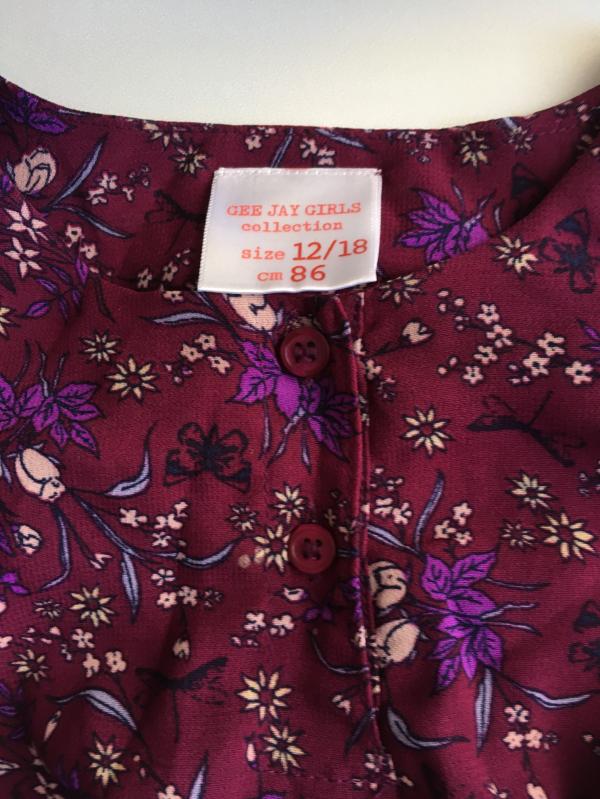 GEE JAY GIRLS
collection
size 12/18
cm 86